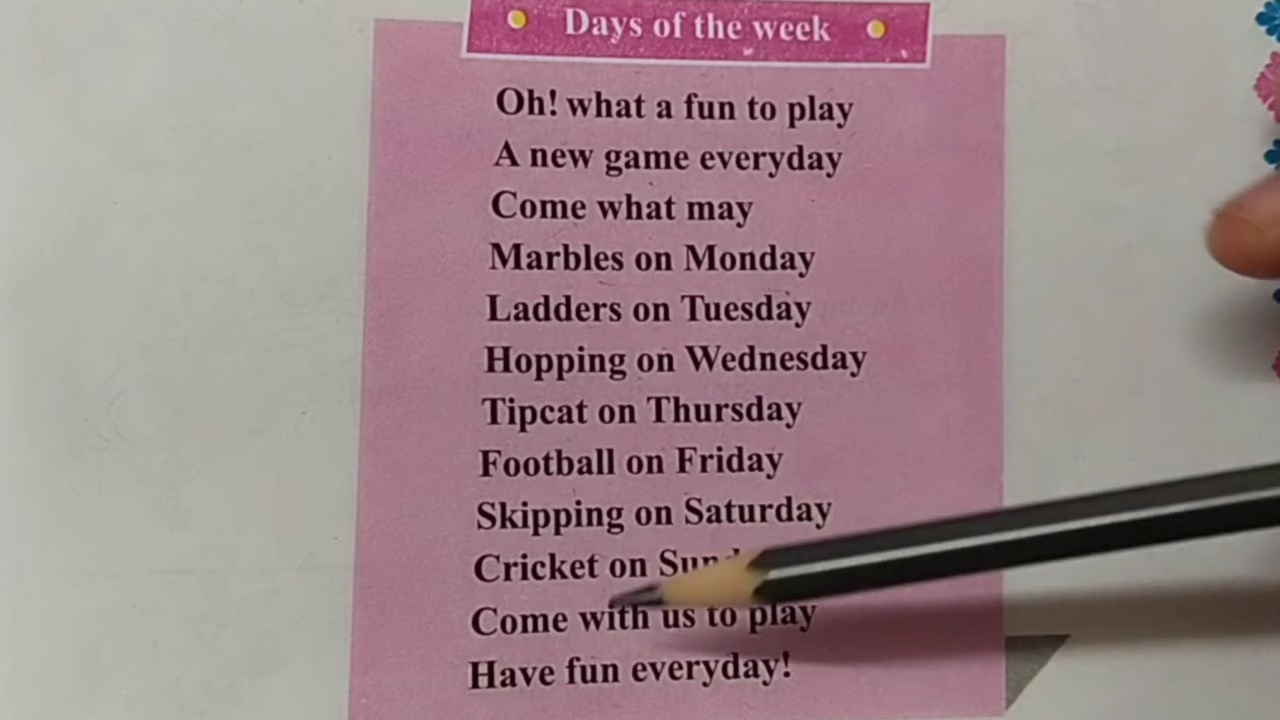 Days of the week
Oh! what a fun to play
A new game everyday
Come what may
Marbles on Monday
Ladders on Tuesday
Hopping on Wednesday
Tipcat on Thursday
Football on Friday
Skipping on Saturday
Cricket on
Come with us to play
Have fun everyday!